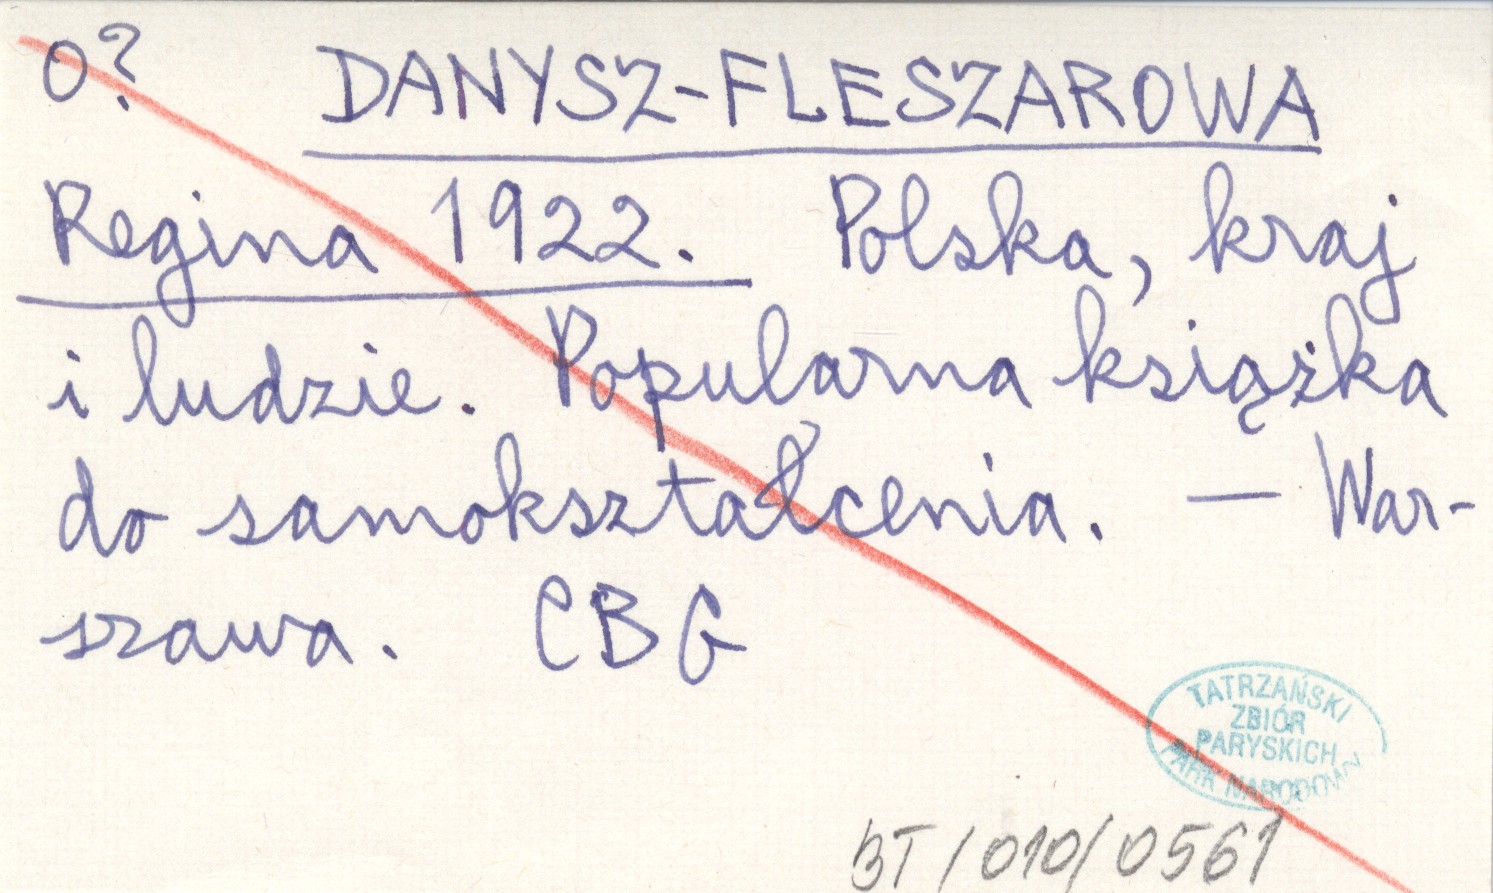 O? DANYSZ-FLESZAROWA
Regina 1922. Polska, kraj
i ludzie. Popularna książka
do samokształcenia. — War-
szawa. CBG
TATRZAŃSKI
ZBIÓR
PARYSKICH
PARK NARODOWY
BT/010/0561